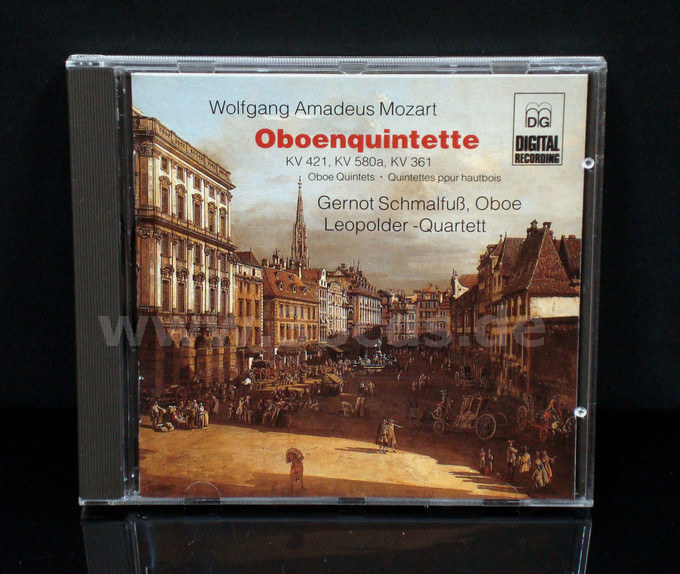 Wolfgang Amadeus Mozart
Oboenquintette
KV 421, KV 580a, KV 361
Oboe Quintets · Quintettes ppur hautbois
Gernot Schmalfuß, Oboe
Leopolder -Quartett
DG
DIGITAL
RECORDING